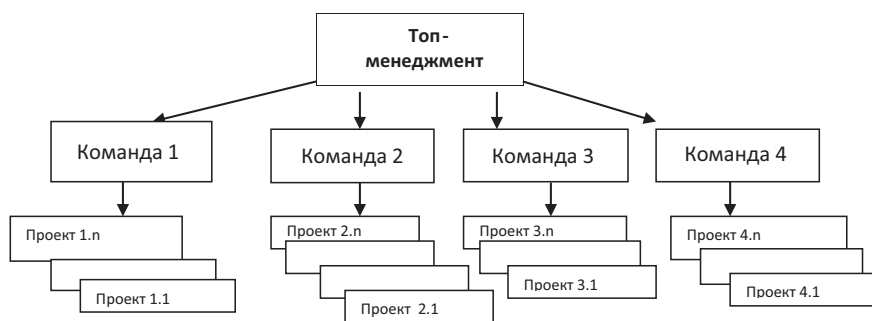 Топ-
менеджмент
Команда 1
Команда 2
Команда 3
Команда 4
Проект 1.n
Проект 2.n
Проект 3.n
Проект 4.n
Проект 1.1
Проект 2.1
Проект 3.1
Проект 4.1